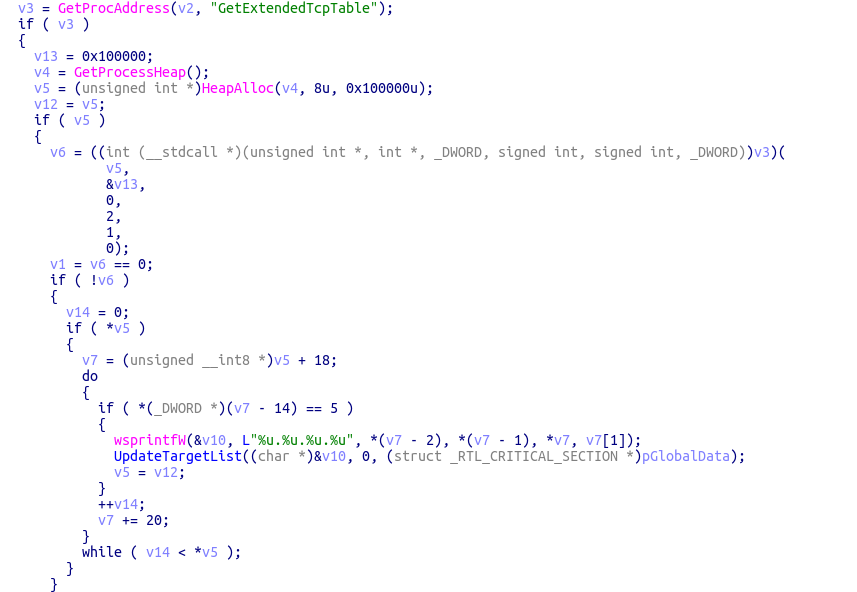 v3 = GetProcAddress(v2, "GetExtendedTcpTable");
if ( v3 )
{
v13 = 0x100000;
v4 = GetProcessHeap();
v5 = (unsigned int *)HeapAlloc(v4, 8u, 0x100000u);
v12 = v5;
if ( v5 )
{
v6 = ((int (__stdcall *)(unsigned int *, int *, _DWORD, signed int, signed int, _DWORD))v3)(
v5,
&v13,
0,
2,
1,
0);
v1 = v6 == 0;
if ( !v6 )
{
v14 = 0;
if ( *v5 )
{
v7 = (unsigned __int8 *)v5 + 18;
do
{
if ( *(_DWORD *)(v7 - 14) == 5 )
{
wsprintfW(&v10, L"%u.%u.%u.%u", *(v7 - 2), *(v7 - 1), *v7, v7[1]);
UpdateTargetList((char *)&v10, 0, (struct _RTL_CRITICAL_SECTION *)pGlobalData);
v5 = v12;
}
++v14;
v7 += 20;
}
while ( v14 < *v5 );
}
}